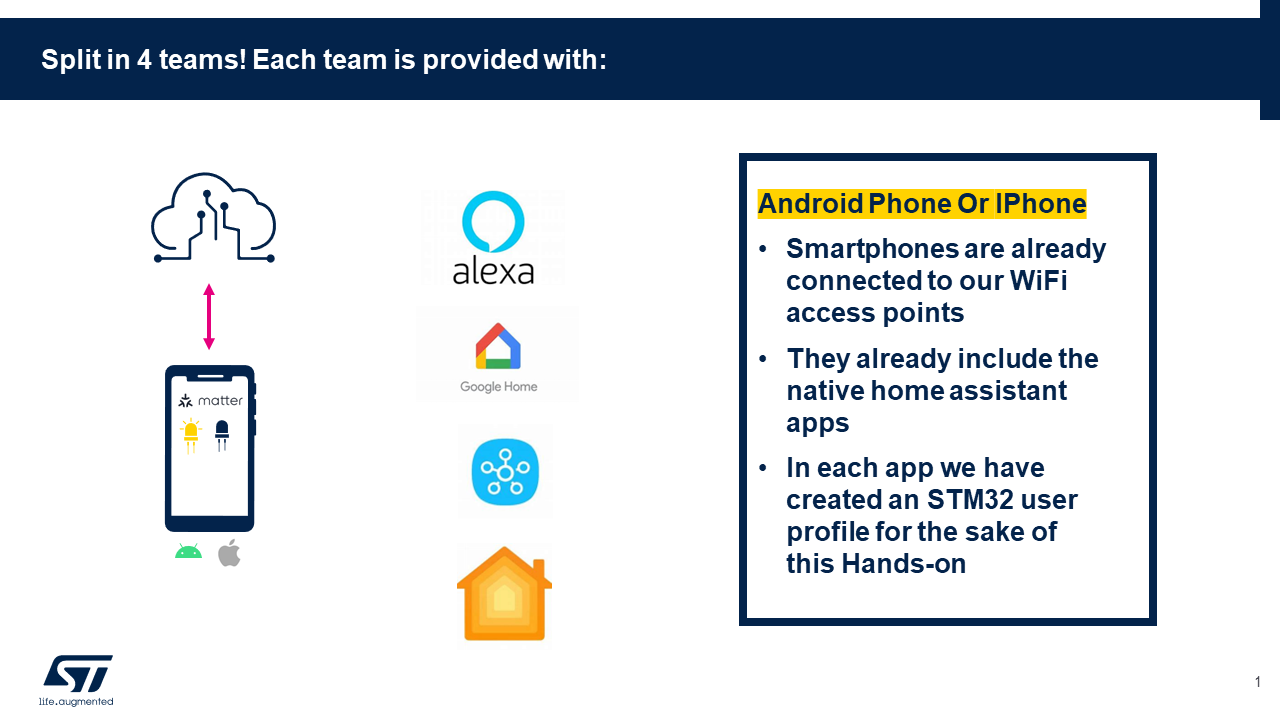 Split in 4 teams! Each team is provided with:
matter
alexa
Google Home
Android Phone Or IPhone
• Smartphones are already
connected to our WiFi
access points
• They already include the
native home assistant
apps
• In each app we have
created an STM32 user
profile for the sake of
this Hands-on
ST
life.augmented
1